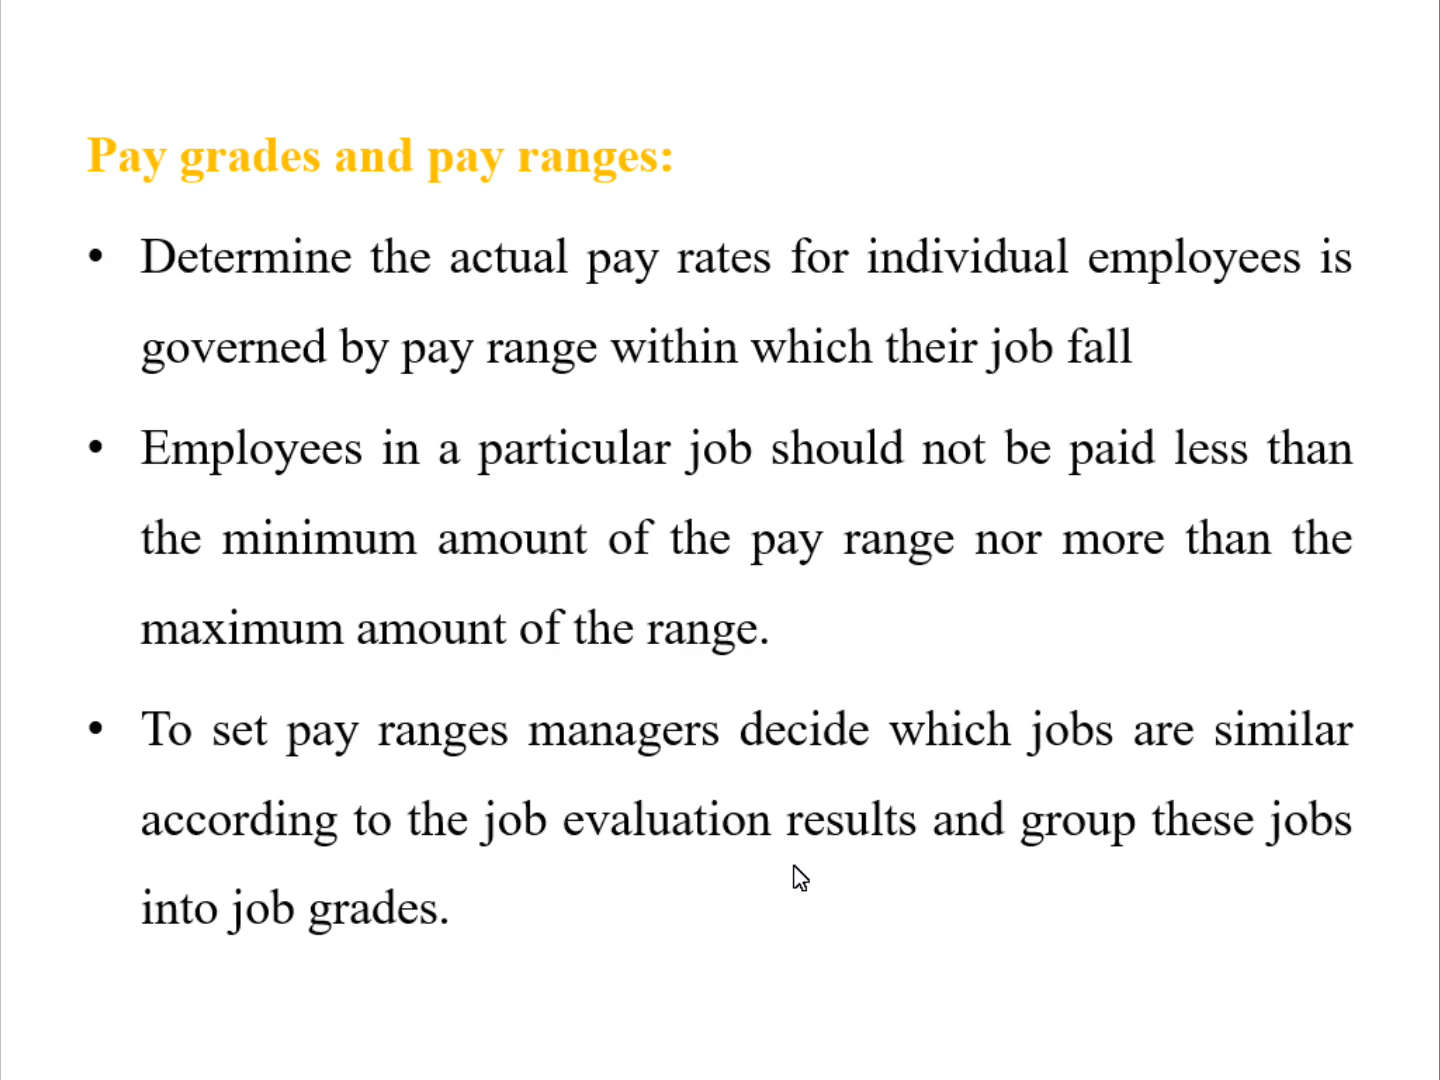 Pay grades and pay ranges:
• Determine the actual pay rates for individual employees is
governed by pay range within which their job fall
• Employees in a particular job should not be paid less than
the minimum amount of the pay range nor more than the
maximum amount of the range.
• To set pay ranges managers decide which jobs are similar
according to the job evaluation results and group these jobs
into job grades.